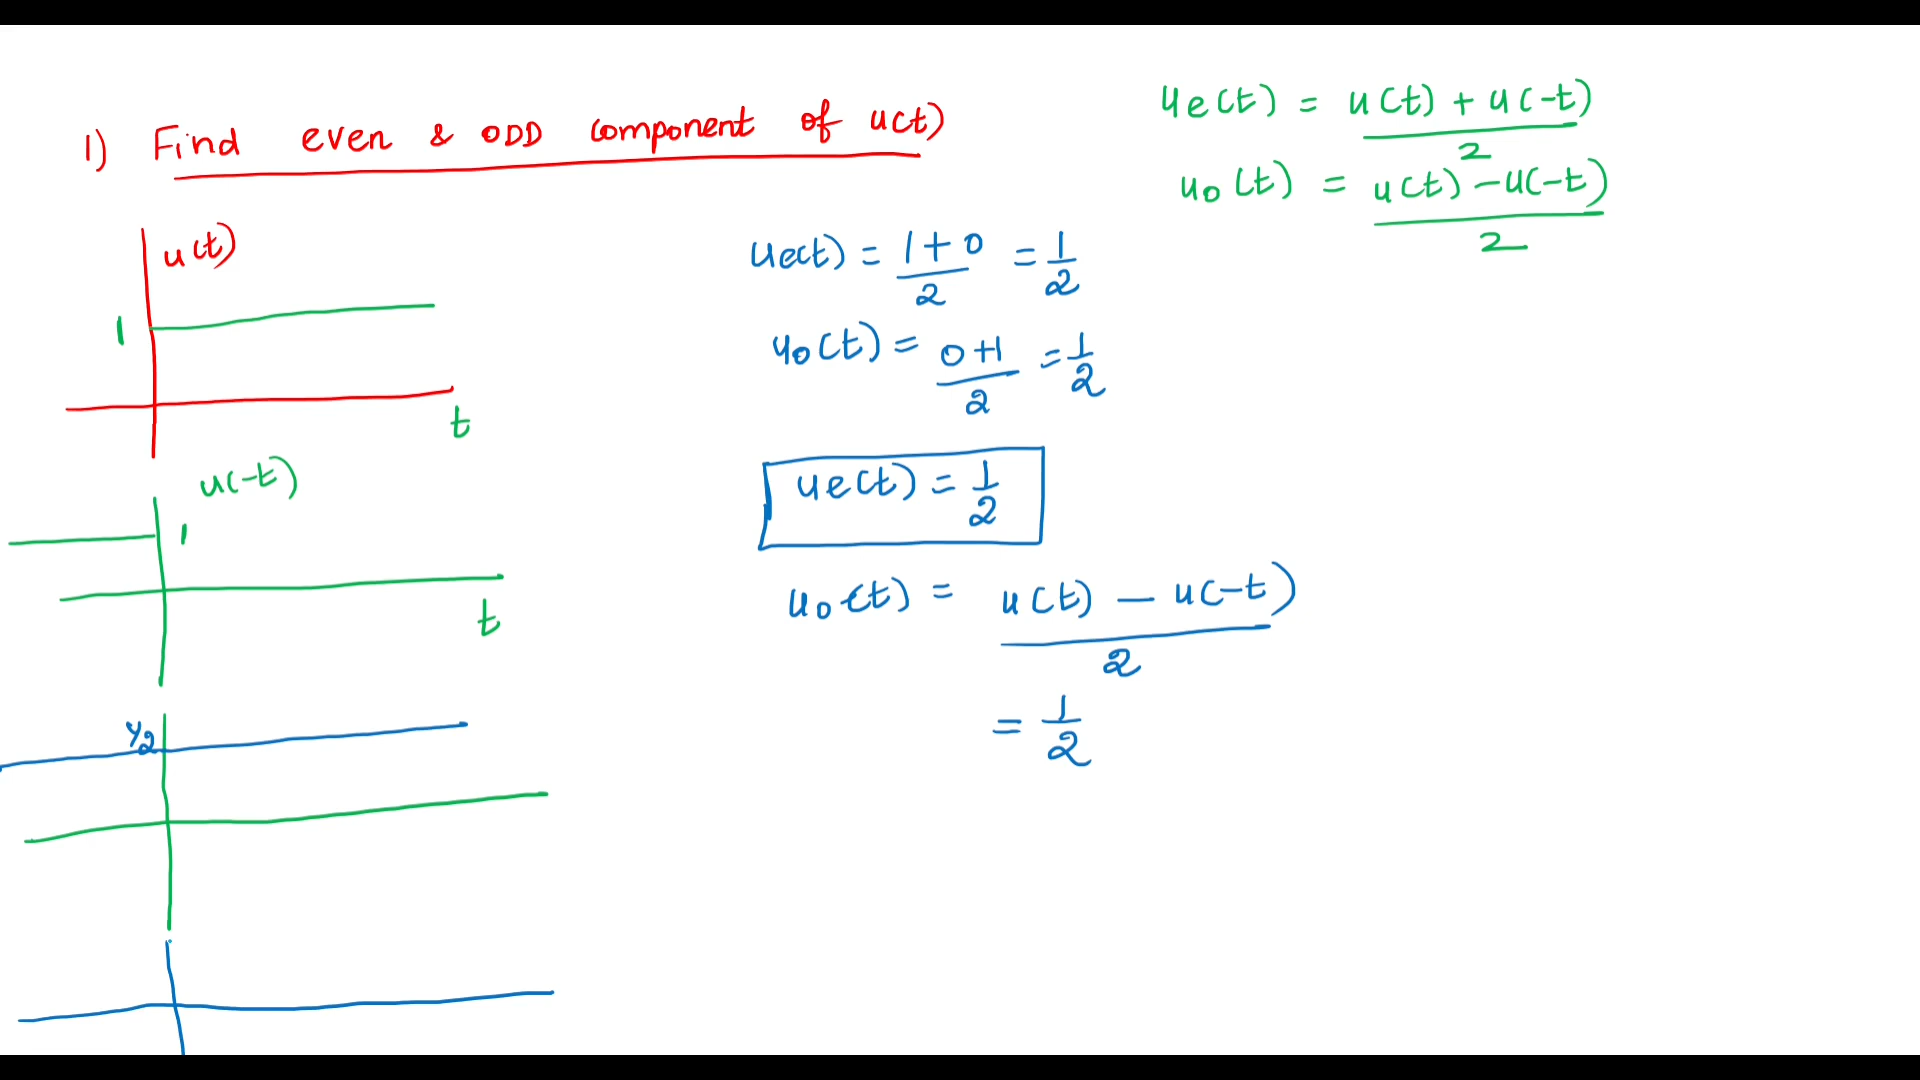 1) Find even & ODD component of u(t)
ue(t) = u(t) + u(-t)
2
uo(t) = u(t) - u(-t)
2
u(t)
1
t
u(-t)
1
t
1/2
ue(t) = 1+0 = 1
2 2
uo(t) = 0+1 = 1
2 2
ue(t) = 1
2
uo(t) = u(t) - u(-t)
2
= 1
2